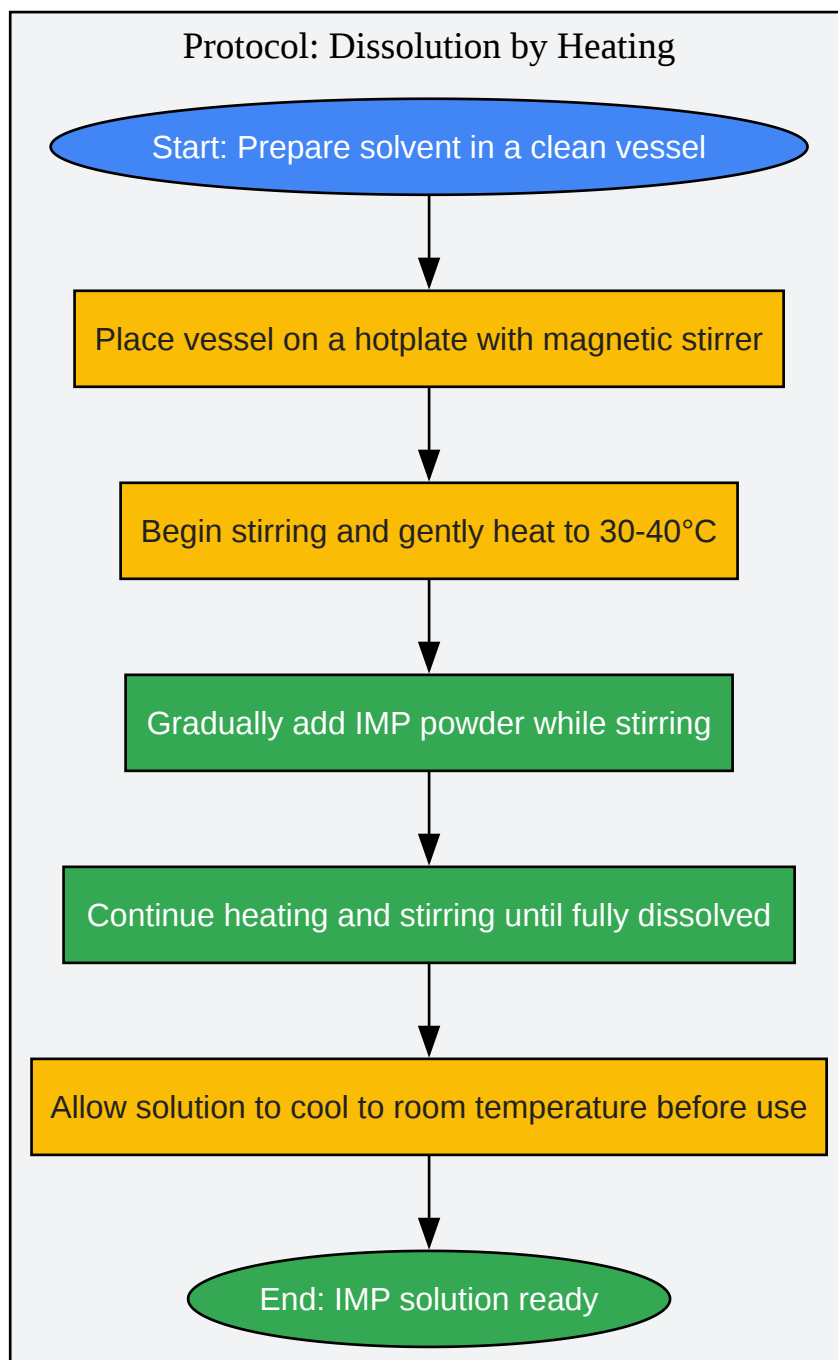 Protocol: Dissolution by Heating
Start: Prepare solvent in a clean vessel
Place vessel on a hotplate with magnetic stirrer
Begin stirring and gently heat to 30-40°C
Gradually add IMP powder while stirring
Continue heating and stirring until fully dissolved
Allow solution to cool to room temperature before use
End: IMP solution ready